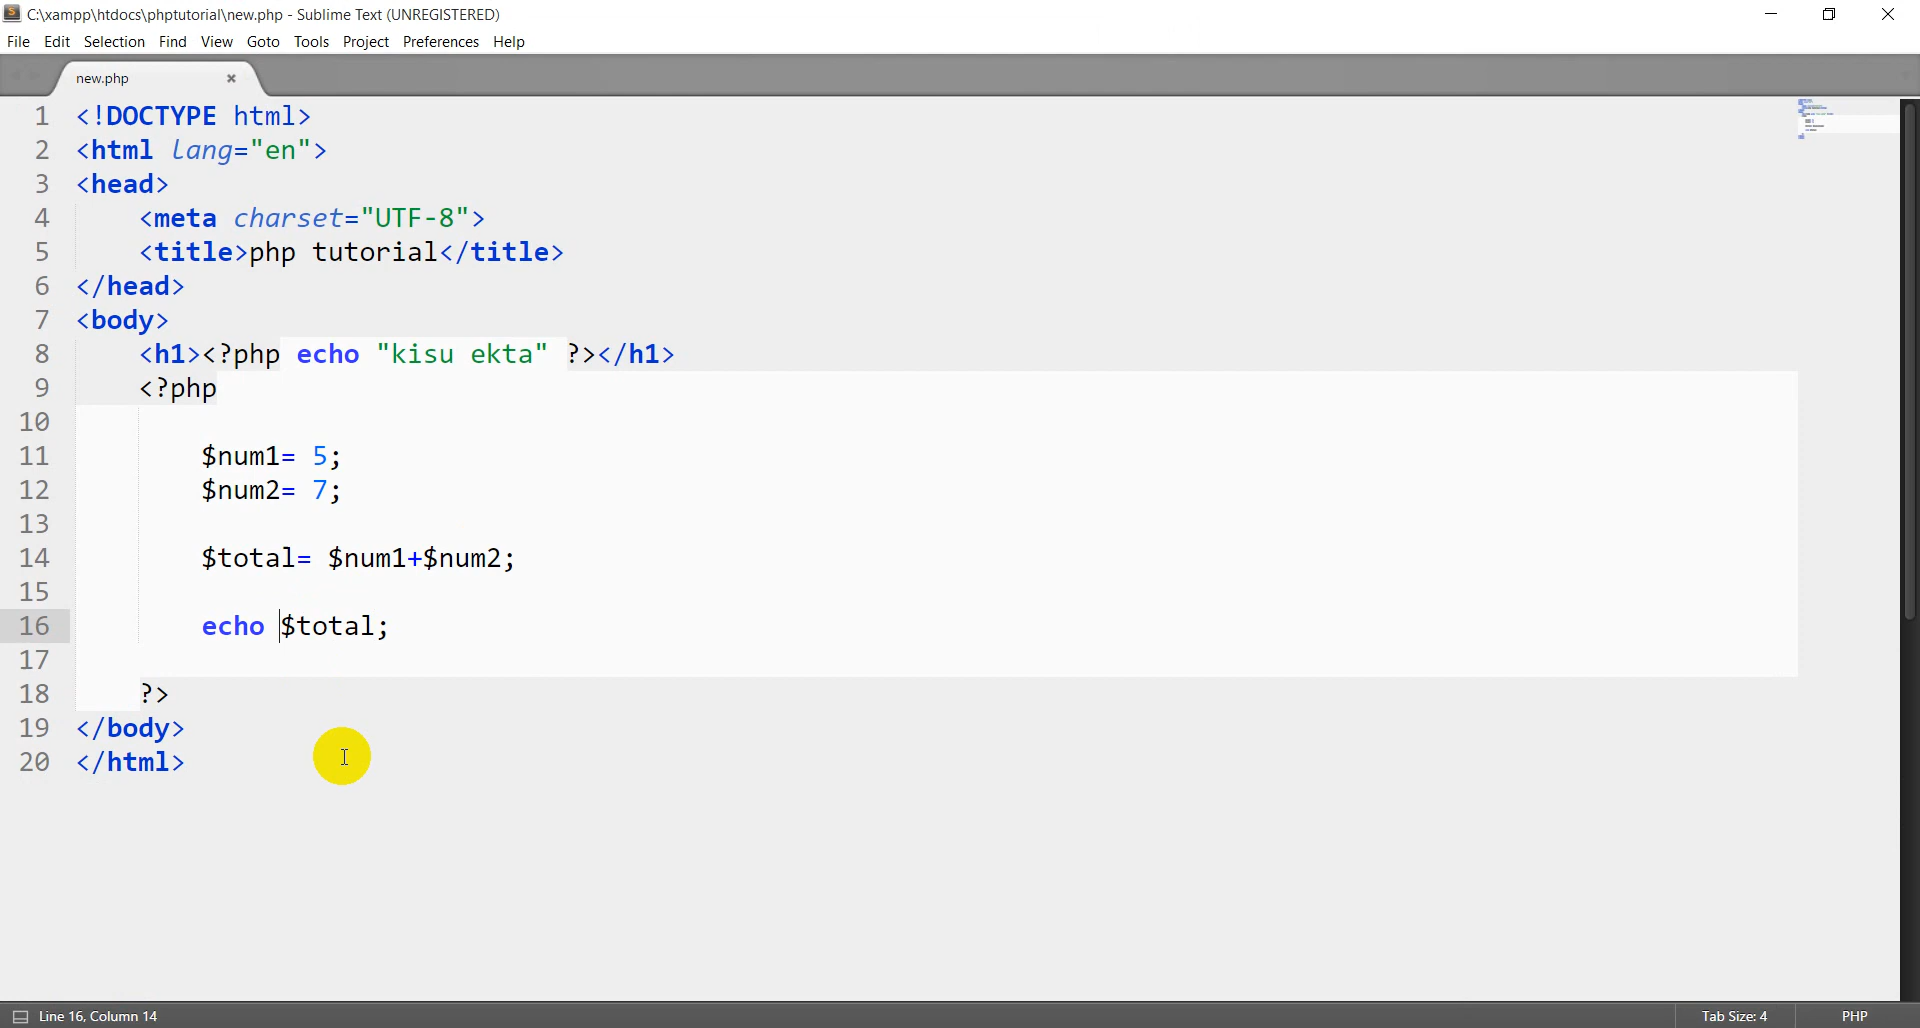 C:\xampp\htdocs\phptutorial\new.php - Sublime Text (UNREGISTERED)
File Edit Selection Find View Goto Tools Project Preferences Help
new.php
1 <!DOCTYPE html>
2 <html lang="en">
3 <head>
4     <meta charset="UTF-8">
5     <title>php tutorial</title>
6 </head>
7 <body>
8     <h1><?php echo "kisu ekta" ?></h1>
9     <?php
10
11         $num1= 5;
12         $num2= 7;
13
14         $total= $num1+$num2;
15
16         echo $total;
17
18     ?>
19 </body>
20 </html>
Line 16, Column 14 Tab Size: 4 PHP